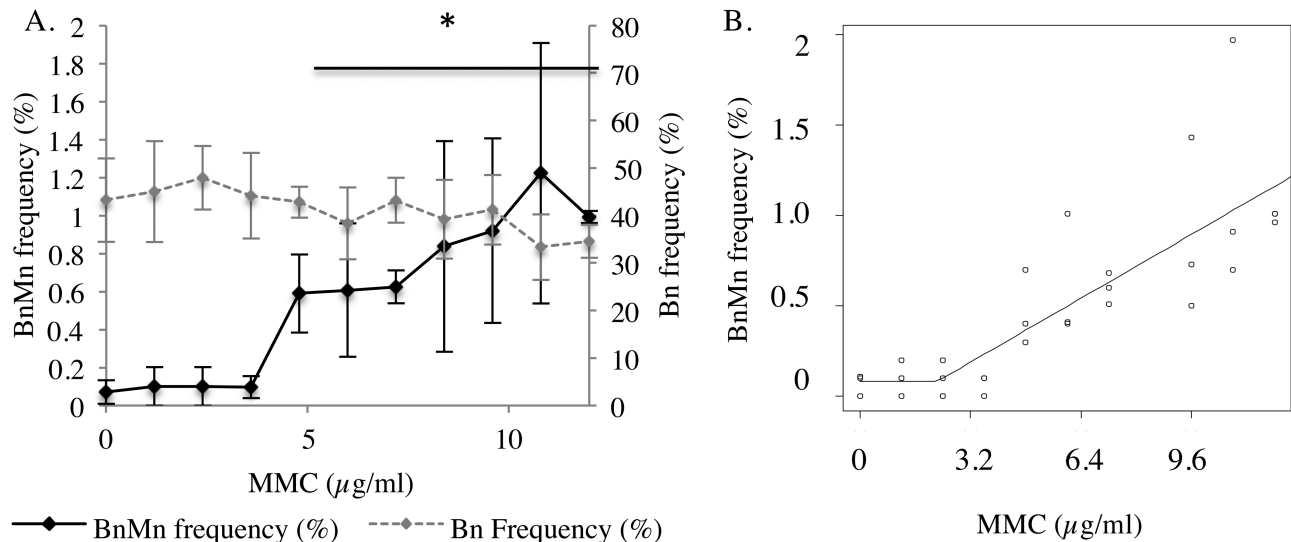 A.
*
BnMn frequency (%)
2
1.8
1.6
1.4
1.2
1
0.8
0.6
0.4
0.2
0
80
70
60
50
40
30
20
10
0
Bn frequency (%)
0 5 10
MMC (µg/ml)
BnMn frequency (%) Bn Frequency (%)
B.
BnMn frequency (%)
2
1.5
1.0
0.5
0
0 3.2 6.4 9.6
MMC (µg/ml)